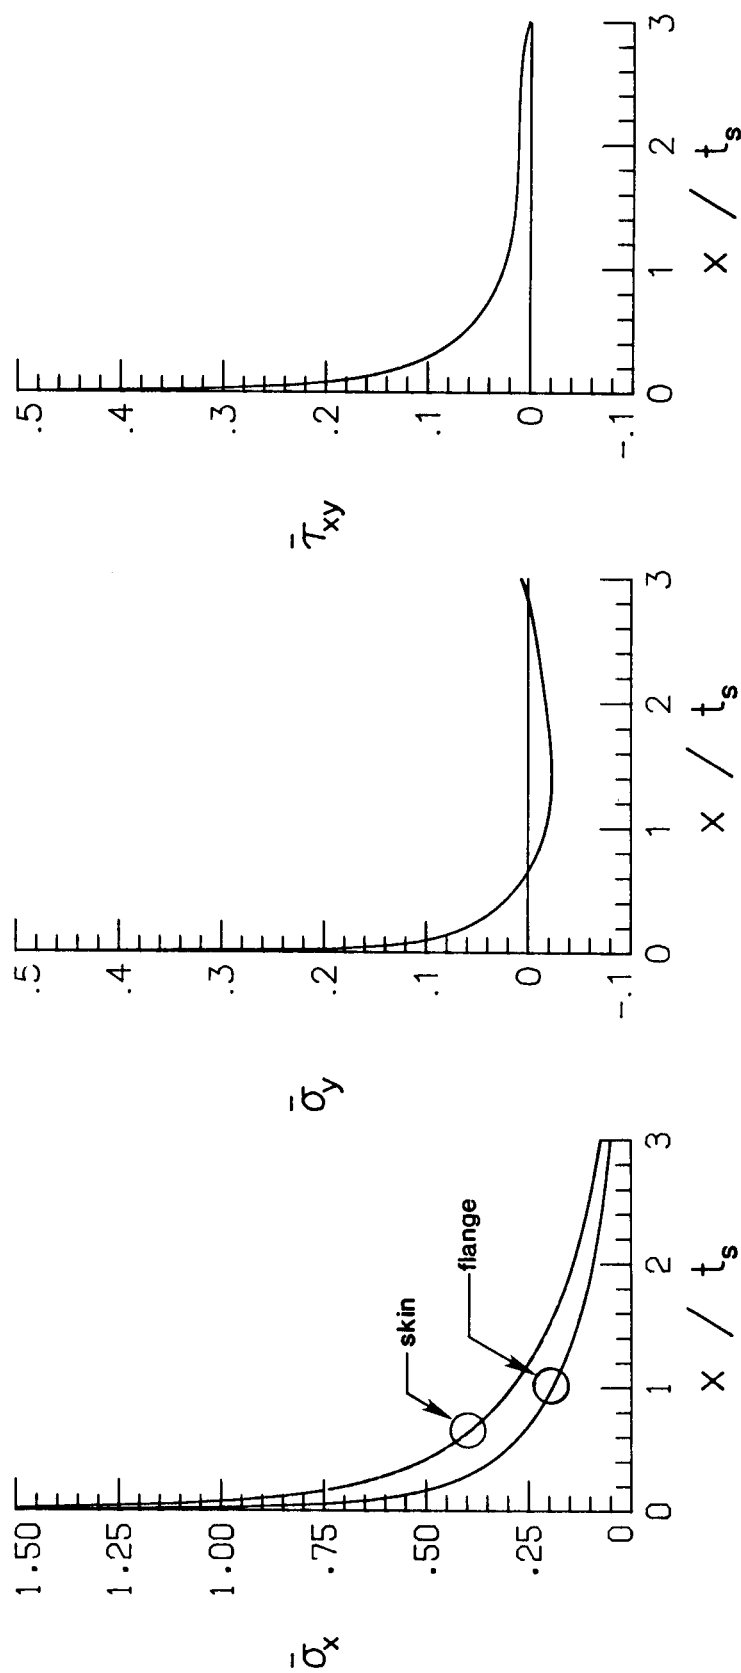 σ̄x
1.50
1.25
1.00
.75
.50
.25
0
skin
flange
0 1 2 3
x / ts
σ̄y
.5
.4
.3
.2
.1
0
-.1
0 1 2 3
x / ts
τ̄xy
.5
.4
.3
.2
.1
0
-.1
0 1 2 3
x / ts